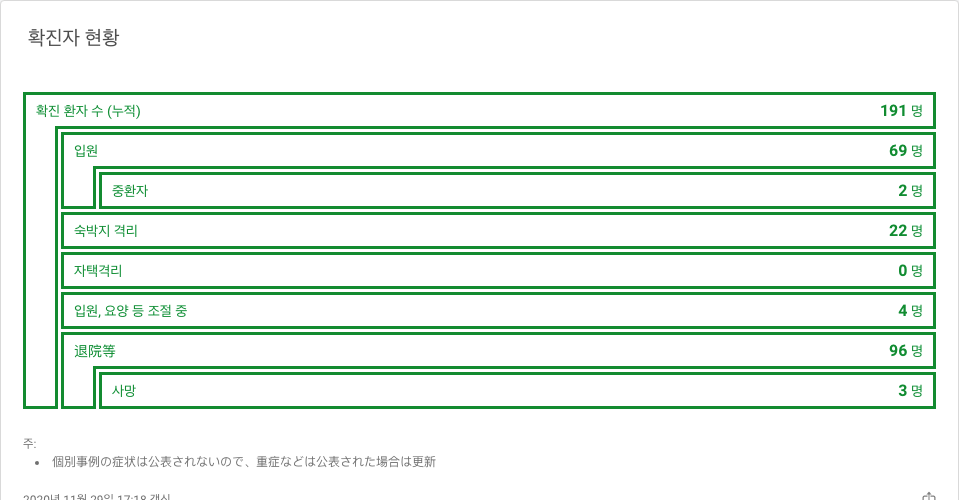 확진자 현황
확진 환자 수 (누적) 191 명
입원 69 명
중환자 2 명
숙박지 격리 22 명
자택격리 0 명
입원, 요양 등 조절 중 4 명
退院等 96 명
사망 3 명
주:
• 個別事例の症状は公表されないので、重症などは公表された場合は更新
2020년 11월 29일 17:18 갱신